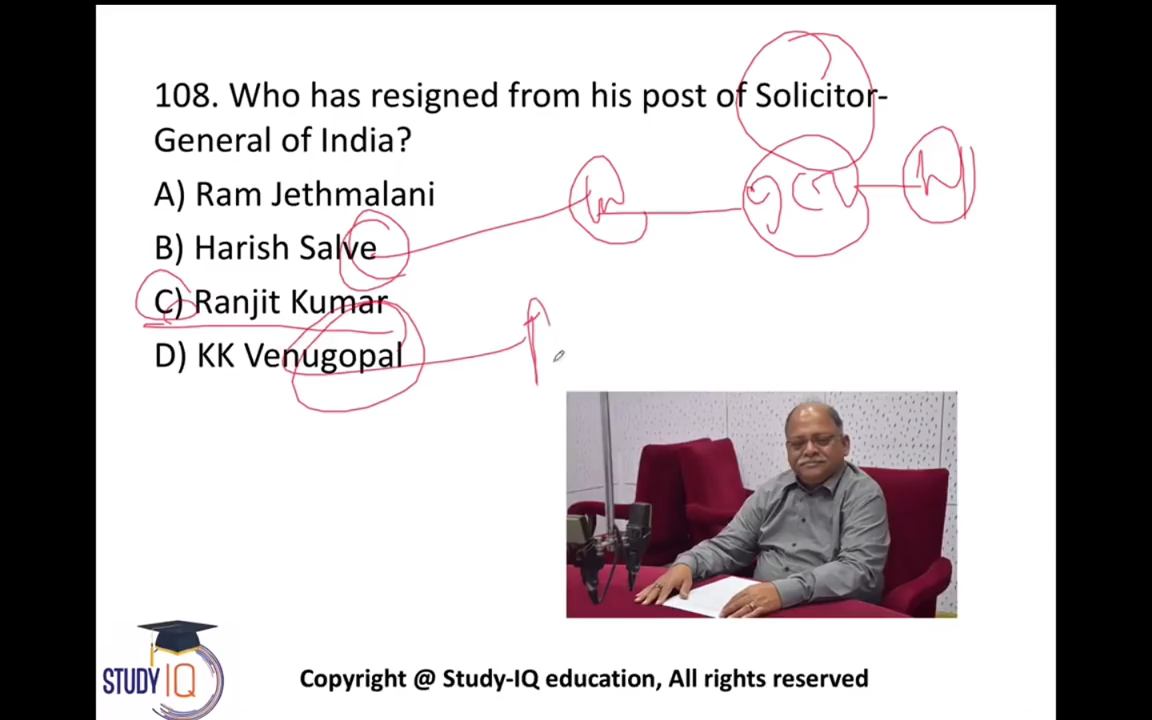 108. Who has resigned from his post of Solicitor-
General of India?
A) Ram Jethmalani
B) Harish Salve
C) Ranjit Kumar
D) KK Venugopal
STUDY IQ
Copyright @ Study-IQ education, All rights reserved